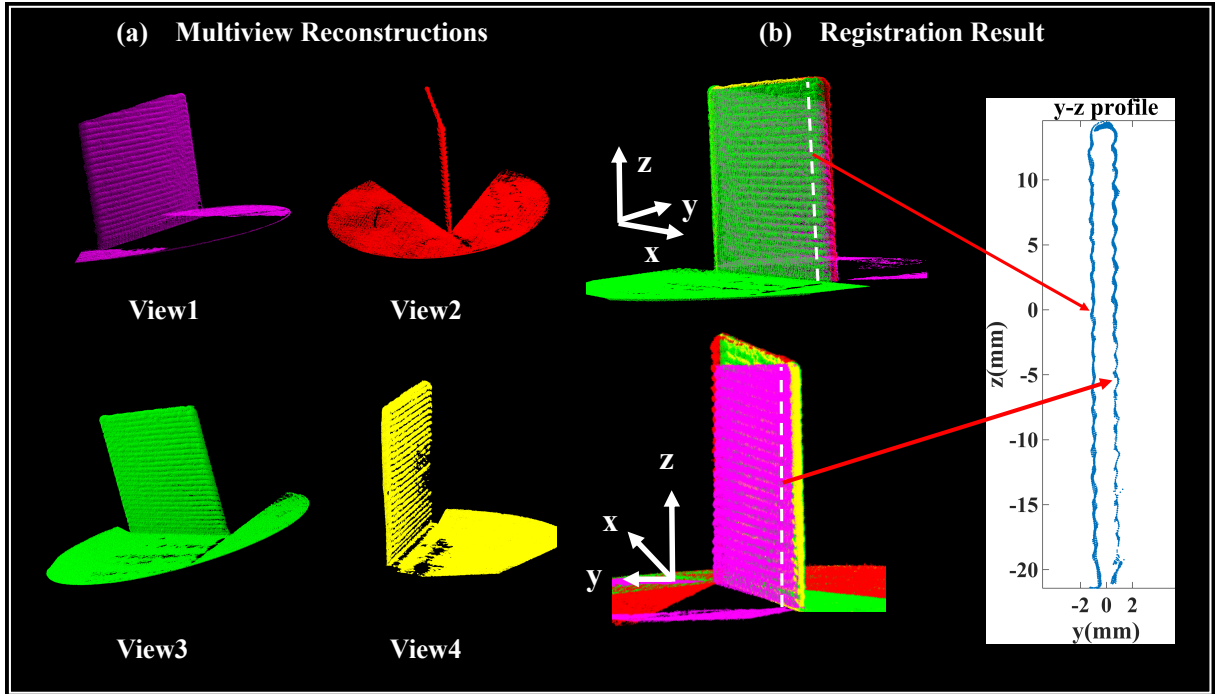 (a) Multiview Reconstructions
View1
View2
View3
View4
(b) Registration Result
z
y
x
z
x
y
y-z profile
10
5
0
-5
-10
-15
-20
z(mm)
-2 0 2
y(mm)